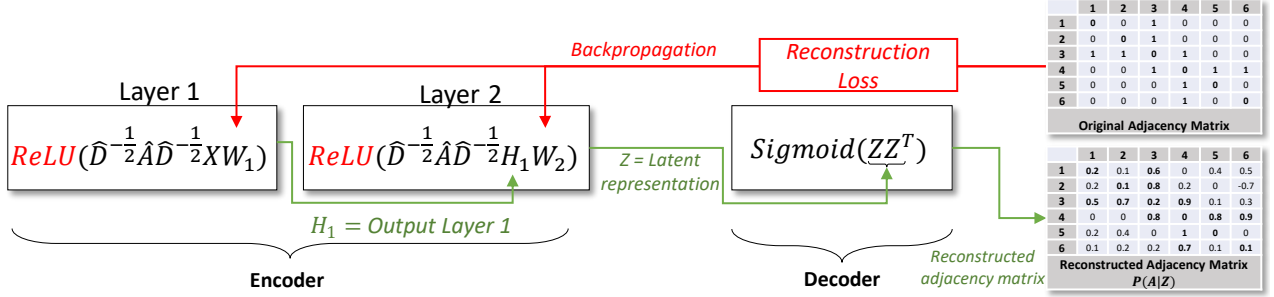 Backpropagation
Reconstruction
Loss
Layer 1
Layer 2
ReLU(D̂^{-1/2}ÂD̂^{-1/2}XW₁)
ReLU(D̂^{-1/2}ÂD̂^{-1/2}H₁W₂)
Z = Latent
representation
Sigmoid(ZZᵀ)
H₁ = Output Layer 1
Encoder
Decoder
Reconstructed
adjacency matrix
1 2 3 4 5 6
1 0 0 1 0 0 0
2 0 0 1 0 0 0
3 1 1 0 1 0 0
4 0 0 1 0 1 1
5 0 0 0 1 0 0
6 0 0 0 1 0 0
Original Adjacency Matrix
1 2 3 4 5 6
1 0.2 0.1 0.6 0 0.4 0.5
2 0.2 0.1 0.8 0.2 0 -0.7
3 0.5 0.7 0.2 0.9 0.1 0.3
4 0 0 0.8 0 0.8 0.9
5 0.2 0.4 0 1 0 0
6 0.1 0.2 0.2 0.7 0.1 0.1
Reconstructed Adjacency Matrix
P(A|Z)